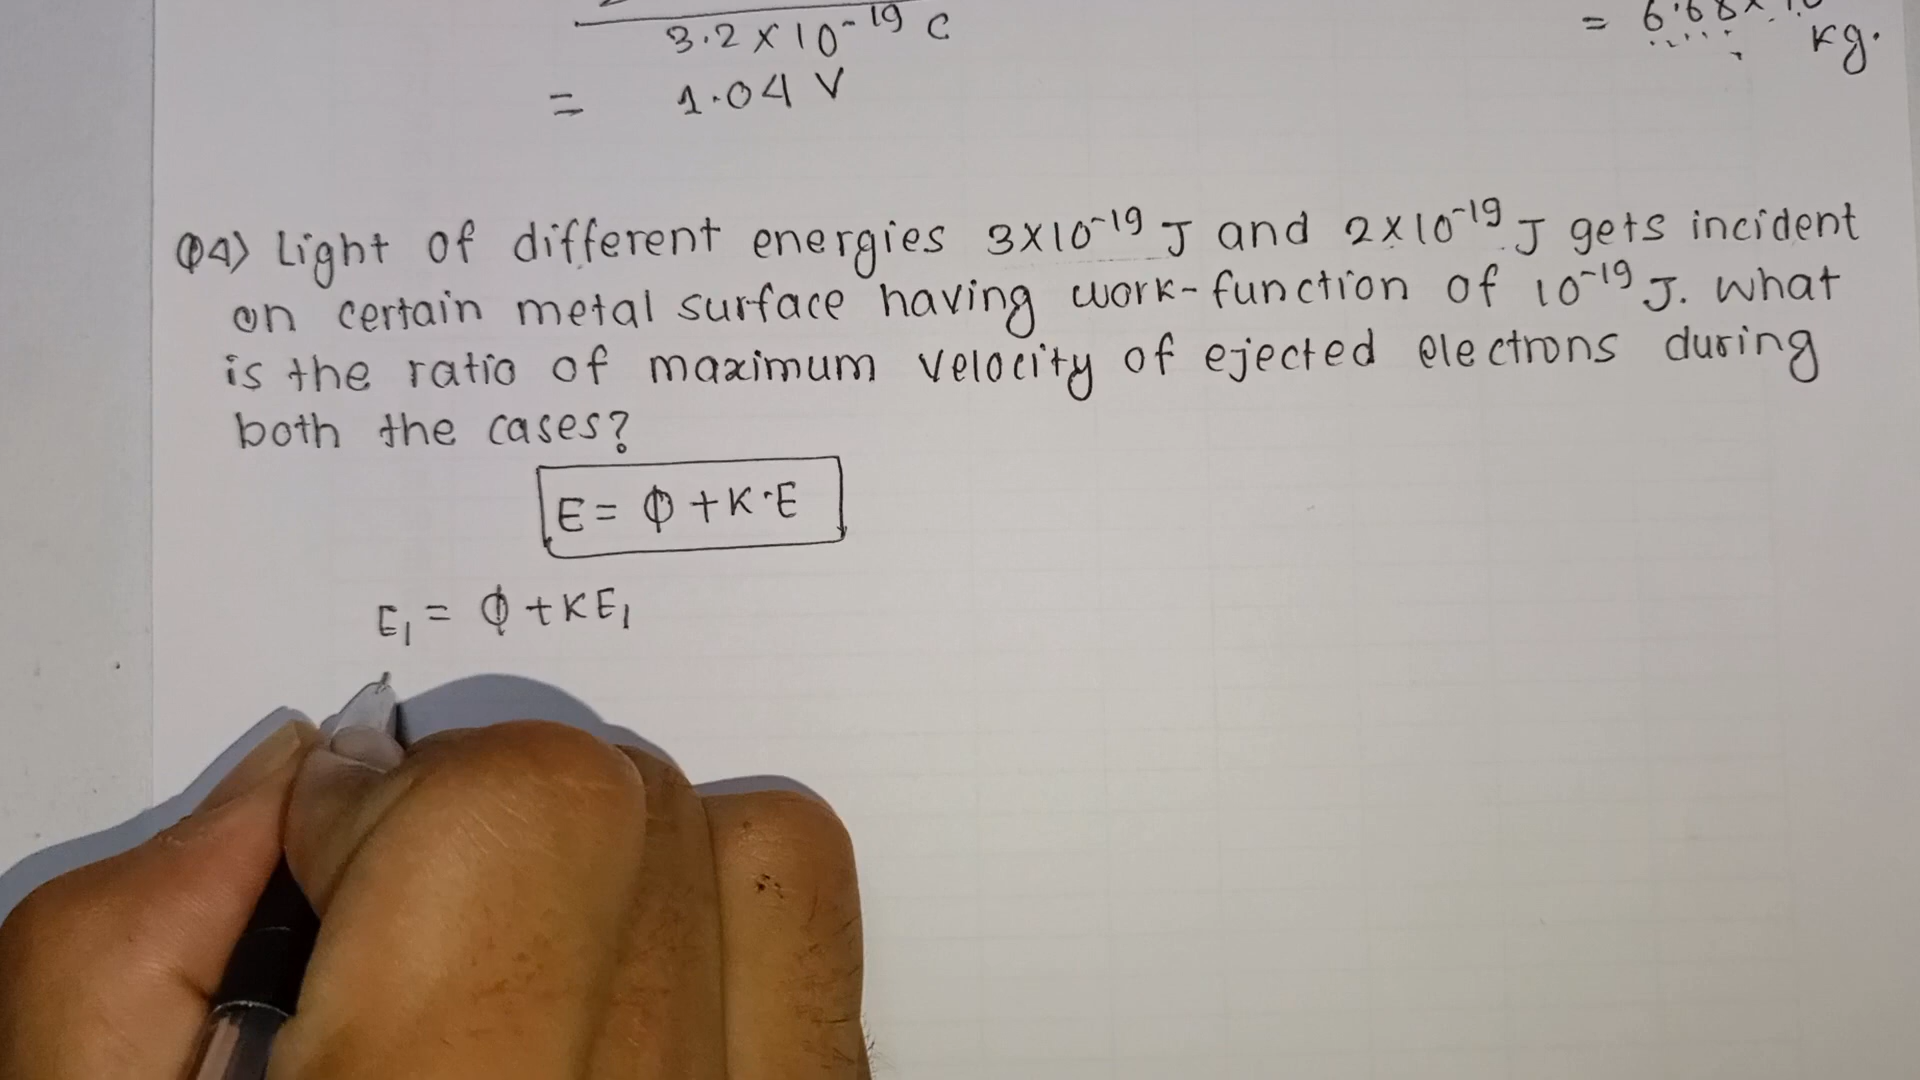 3.2 × 10⁻¹⁹ C
= 1.04 V
= 6.68 ×
kg.
Q4) Light of different energies 3×10⁻¹⁹ J and 2×10⁻¹⁹ J gets incident
on certain metal surface having work-function of 10⁻¹⁹ J. What
is the ratio of maximum velocity of ejected electrons during
both the cases?
E = Φ + K·E
E₁ = Φ + KE₁